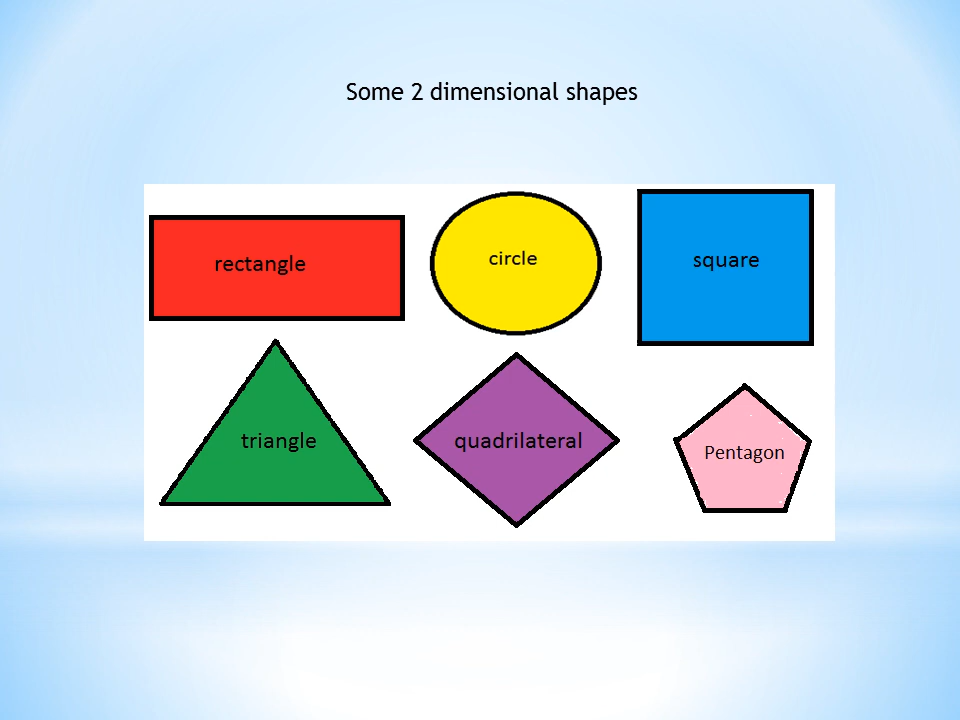 Some 2 dimensional shapes
rectangle
circle
square
triangle
quadrilateral
Pentagon